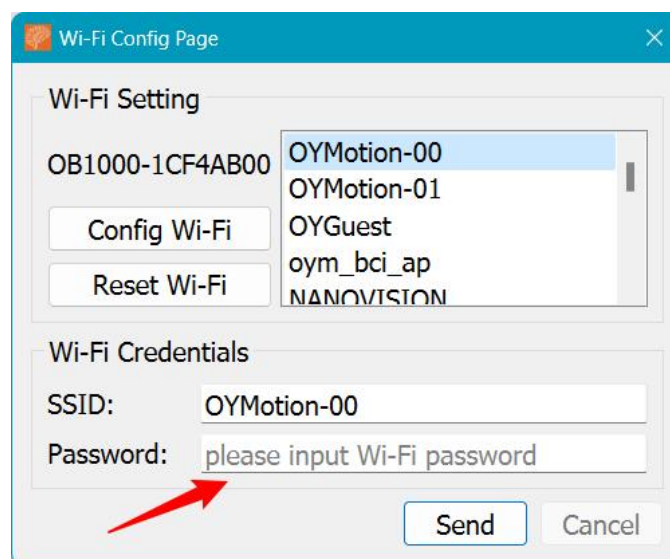 Wi-Fi Config Page
Wi-Fi Setting
OB1000-1CF4AB00
Config Wi-Fi
Reset Wi-Fi
OYMotion-00
OYMotion-01
OYGuest
oym_bci_ap
NANOVISION
Wi-Fi Credentials
SSID: OYMotion-00
Password: please input Wi-Fi password
Send Cancel